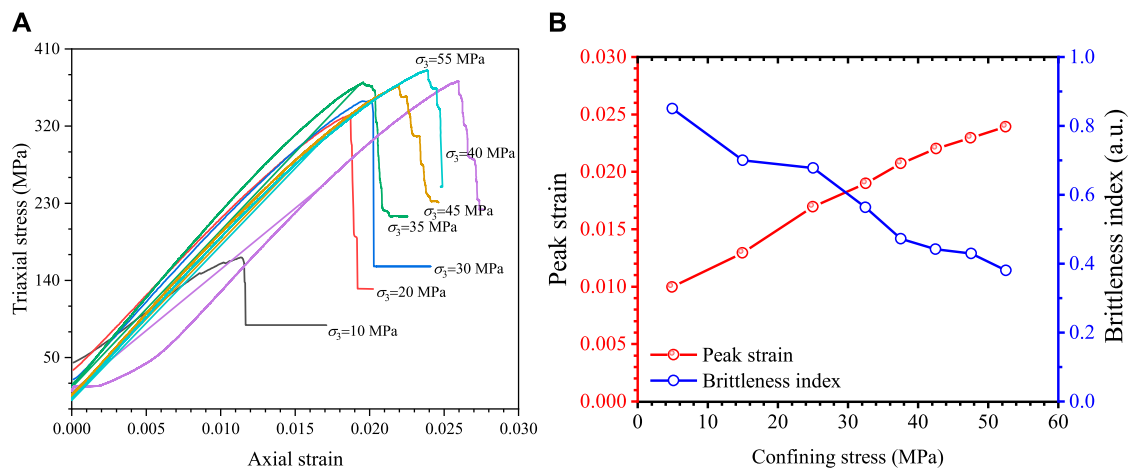 A
410
320
230
140
50
0.000
0.005
0.010
0.015
0.020
0.025
0.030
Triaxial stress (MPa)
Axial strain
σ3=55 MPa
σ3=40 MPa
σ3=45 MPa
σ3=35 MPa
σ3=30 MPa
σ3=20 MPa
σ3=10 MPa
B
0.030
0.025
0.020
0.015
0.010
0.005
0.000
Peak strain
1.0
0.8
0.6
0.4
0.2
0.0
Brittleness index (a.u.)
Peak strain
Brittleness index
0
10
20
30
40
50
60
Confining stress (MPa)